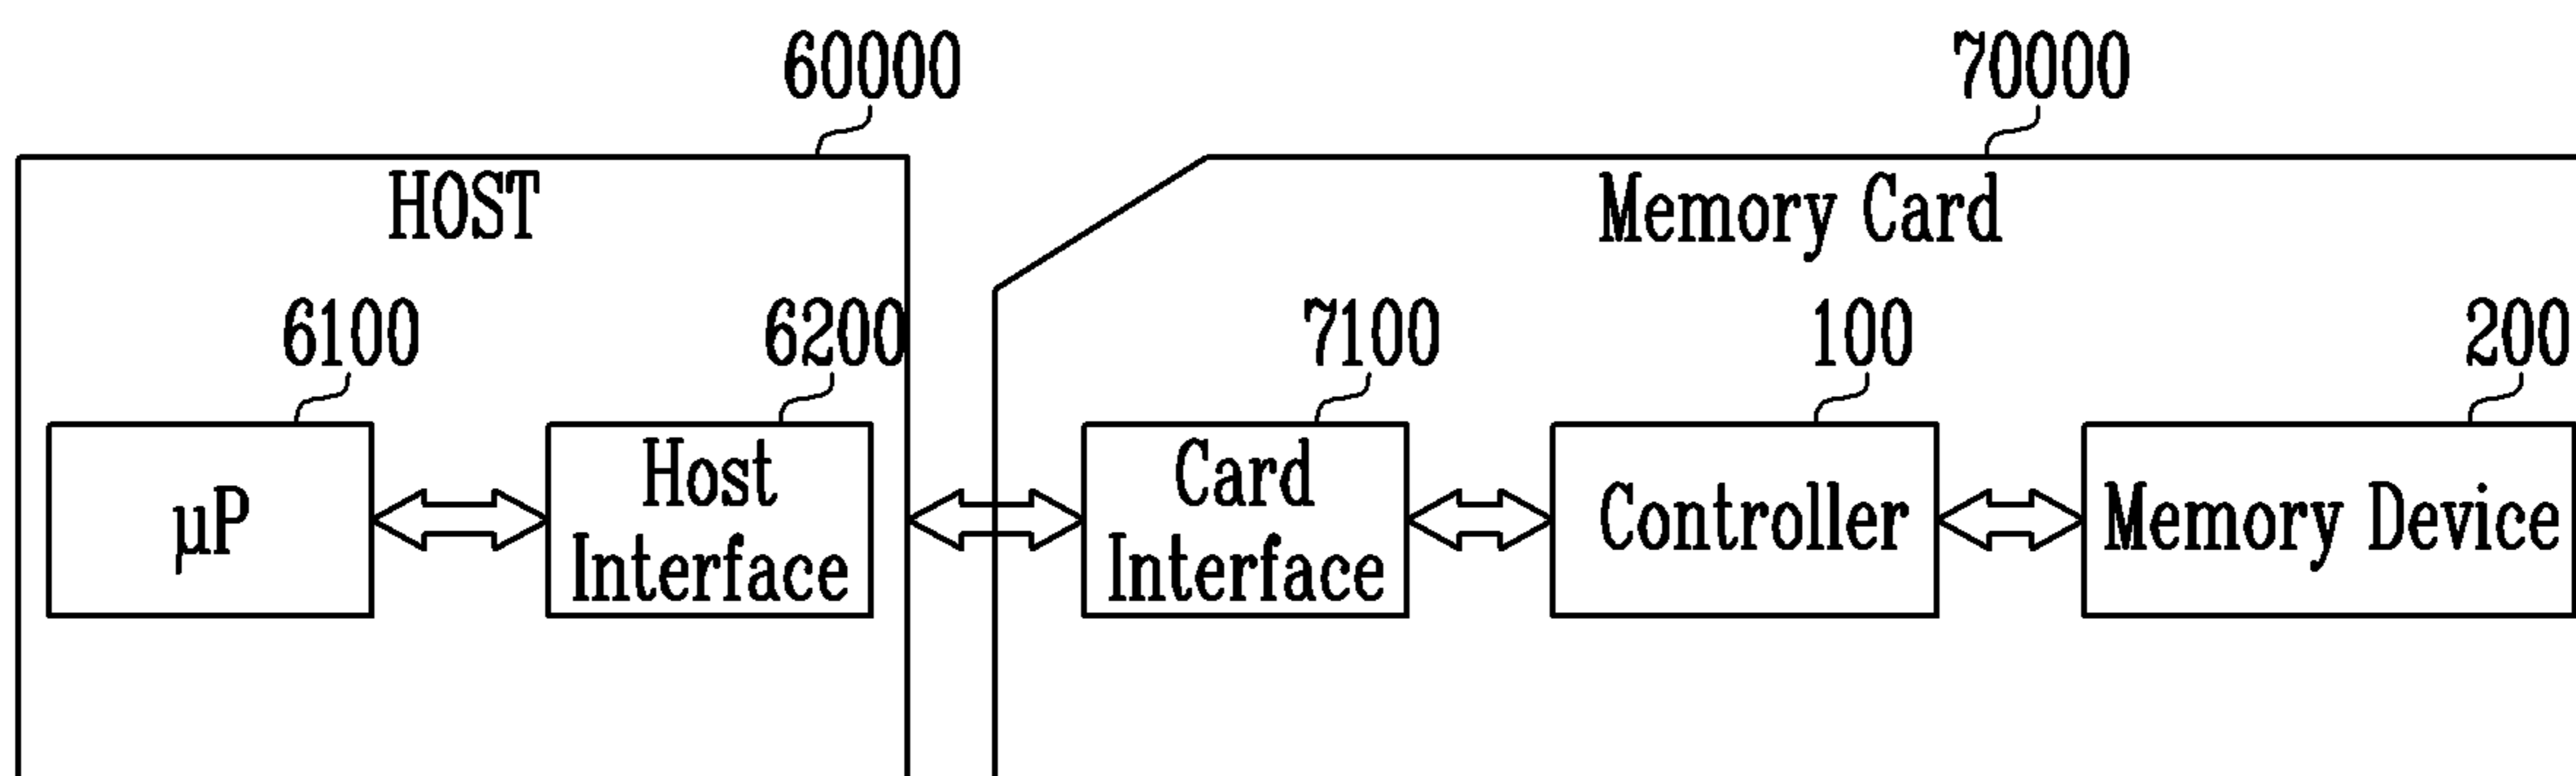 60000
70000
HOST
Memory Card
6100
6200
7100
100
200
µP
Host
Interface
Card
Interface
Controller
Memory Device